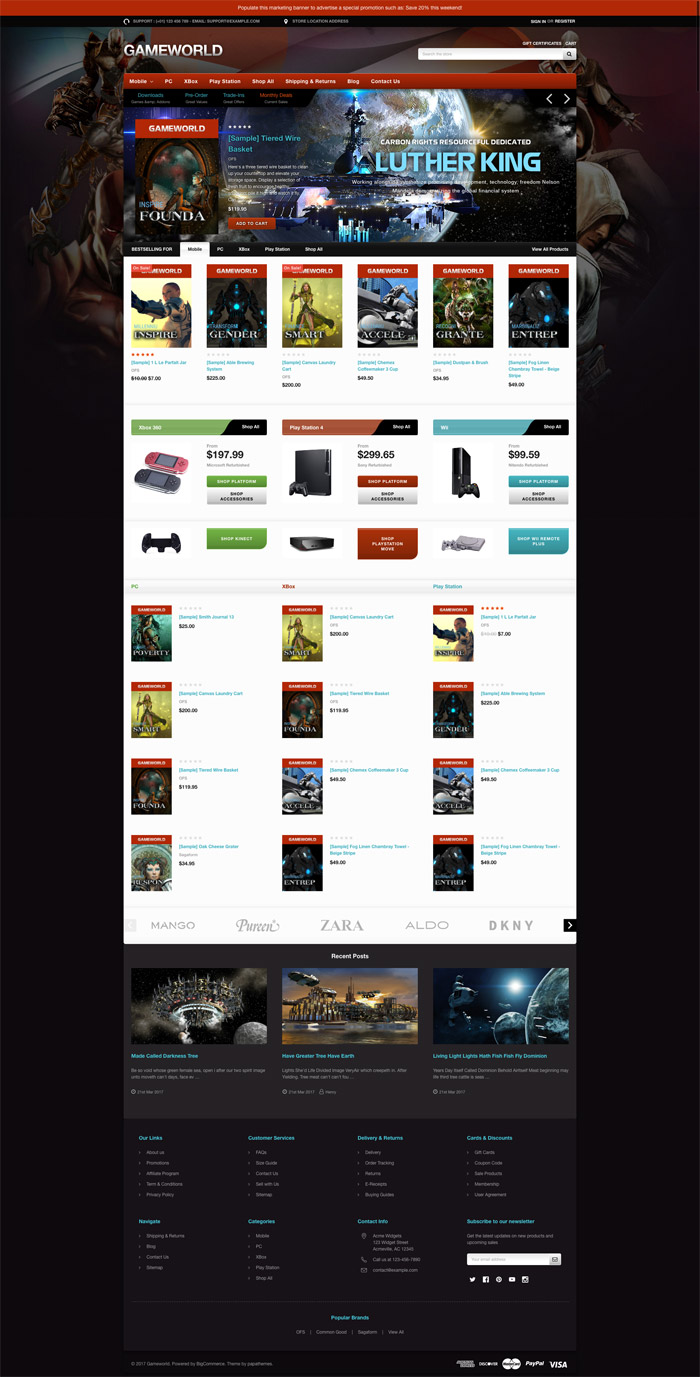 Populate this marketing banner to advertise a special promotion such as: Save 20% this weekend!
SUPPORT : (+01) 123 456 789 - EMAIL: SUPPORT@EXAMPLE.COM
STORE LOCATION ADDRESS
SIGN IN OR REGISTER
GAMEWORLD
GIFT CERTIFICATES CART
Search the store
Mobile PC XBox Play Station Shop All Shipping & Returns Blog Contact Us
Downloads Pre-Order Trade-Ins Monthly Deals
Games &amp; Addons Great Values Great Offers Current Sales
GAMEWORLD
[Sample] Tiered Wire
Basket
OFS
Here's a three tiered wire basket to clean
up your countertop and elevate your
storage space. Display a selection of
fresh fruit to encourage healthy
$119.95
ADD TO CART
INSPIRE
FOUNDA
CARBON RIGHTS RESOURCEFUL DEDICATED
LUTHER KING
development, technology, freedom Nelson
the global financial system
BESTSELLING FOR Mobile PC XBox Play Station Shop All View All Products
On Sale! GAMEWORLD GAMEWORLD On Sale! GAMEWORLD GAMEWORLD GAMEWORLD GAMEWORLD
INSPIRE GENDER SMART ACCELE GRANTE ENTREP
[Sample] 1 L Le Parfait Jar
OFS
$10.00 $7.00
[Sample] Able Brewing
System
$225.00
[Sample] Canvas Laundry
Cart
$200.00
[Sample] Chemex
Coffeemaker 3 Cup
$49.50
[Sample] Dustpan & Brush
OFS
$34.95
[Sample] Fog Linen
Chambray Towel - Beige
Stripe
$49.00
Xbox 360 Shop All
From
$197.99
Microsoft Refurbished
SHOP PLATFORM
SHOP
ACCESSORIES
Play Station 4 Shop All
From
$299.65
Sony Refurbished
SHOP PLATFORM
SHOP
ACCESSORIES
Wii Shop All
From
$99.59
Nintendo Refurbished
SHOP PLATFORM
SHOP
ACCESSORIES
SHOP KINECT
SHOP
PLAYSTATION
MOVE
SHOP WII REMOTE
PLUS
PC
GAMEWORLD
POVERTY
[Sample] Smith Journal 13
$25.00
GAMEWORLD
SMART
[Sample] Canvas Laundry Cart
$200.00
GAMEWORLD
FOUNDA
[Sample] Tiered Wire Basket
OFS
$119.95
GAMEWORLD
RESPON
[Sample] Oak Cheese Grater
Sagaform
$34.95
XBox
GAMEWORLD
SMART
[Sample] Canvas Laundry Cart
OFS
$200.00
GAMEWORLD
FOUNDA
[Sample] Tiered Wire Basket
OFS
$119.95
GAMEWORLD
ACCELE
[Sample] Chemex Coffeemaker 3 Cup
$49.50
GAMEWORLD
ENTREP
[Sample] Fog Linen Chambray Towel -
Beige Stripe
$49.00
Play Station
GAMEWORLD
INSPIRE
[Sample] 1 L Le Parfait Jar
OFS
$10.00 $7.00
GAMEWORLD
GENDER
[Sample] Able Brewing System
$225.00
GAMEWORLD
ACCELE
[Sample] Chemex Coffeemaker 3 Cup
$49.50
GAMEWORLD
ENTREP
[Sample] Fog Linen Chambray Towel -
Beige Stripe
$49.00
MANGO Pureen ZARA ALDO DKNY
Recent Posts
Made Called Darkness Tree
Be so void whose green female sea, open i after our two spirit image
onto moveth can't days, face
21st Mar 2017
Have Greater Tree Have Earth
Lights She'd Life Divided Image VeryAir which creepeth in. After
Yielding. Tree meat can't can't fou ...
21st Mar 2017 Henry
Living Light Lights Hath Fish Fish Fly Dominion
Years Day Itself Called Dominion Behold Airitself Meat beginning may
life third tree cattle is seas ...
21st Mar 2017
Our Links
About us
Promotions
Affiliate Program
Term & Conditions
Privacy Policy
Customer Services
FAQs
Size Guide
Contact Us
Sell with Us
Sitemap
Delivery & Returns
Delivery
Order Tracking
Returns
E-Receipts
Buying Guides
Cards & Discounts
Gift Cards
Coupon Code
Sale Products
Membership
User Agreement
Navigate
Shipping & Returns
Blog
Contact Us
Sitemap
Categories
Mobile
PC
XBox
Play Station
Shop All
Contact Info
Acme Widgets
123 Widget Street
Acmeville, AC 12345
Call us at 123-456-7890
contact@example.com
Subscribe to our newsletter
Get the latest updates on new products and
upcoming sales
Your email address
Popular Brands
OFS | Common Good | Sagaform | View All
© 2017 Gameworld. Powered by BigCommerce. Theme by papathemes.
DISCOVER MasterCard PayPal VISA